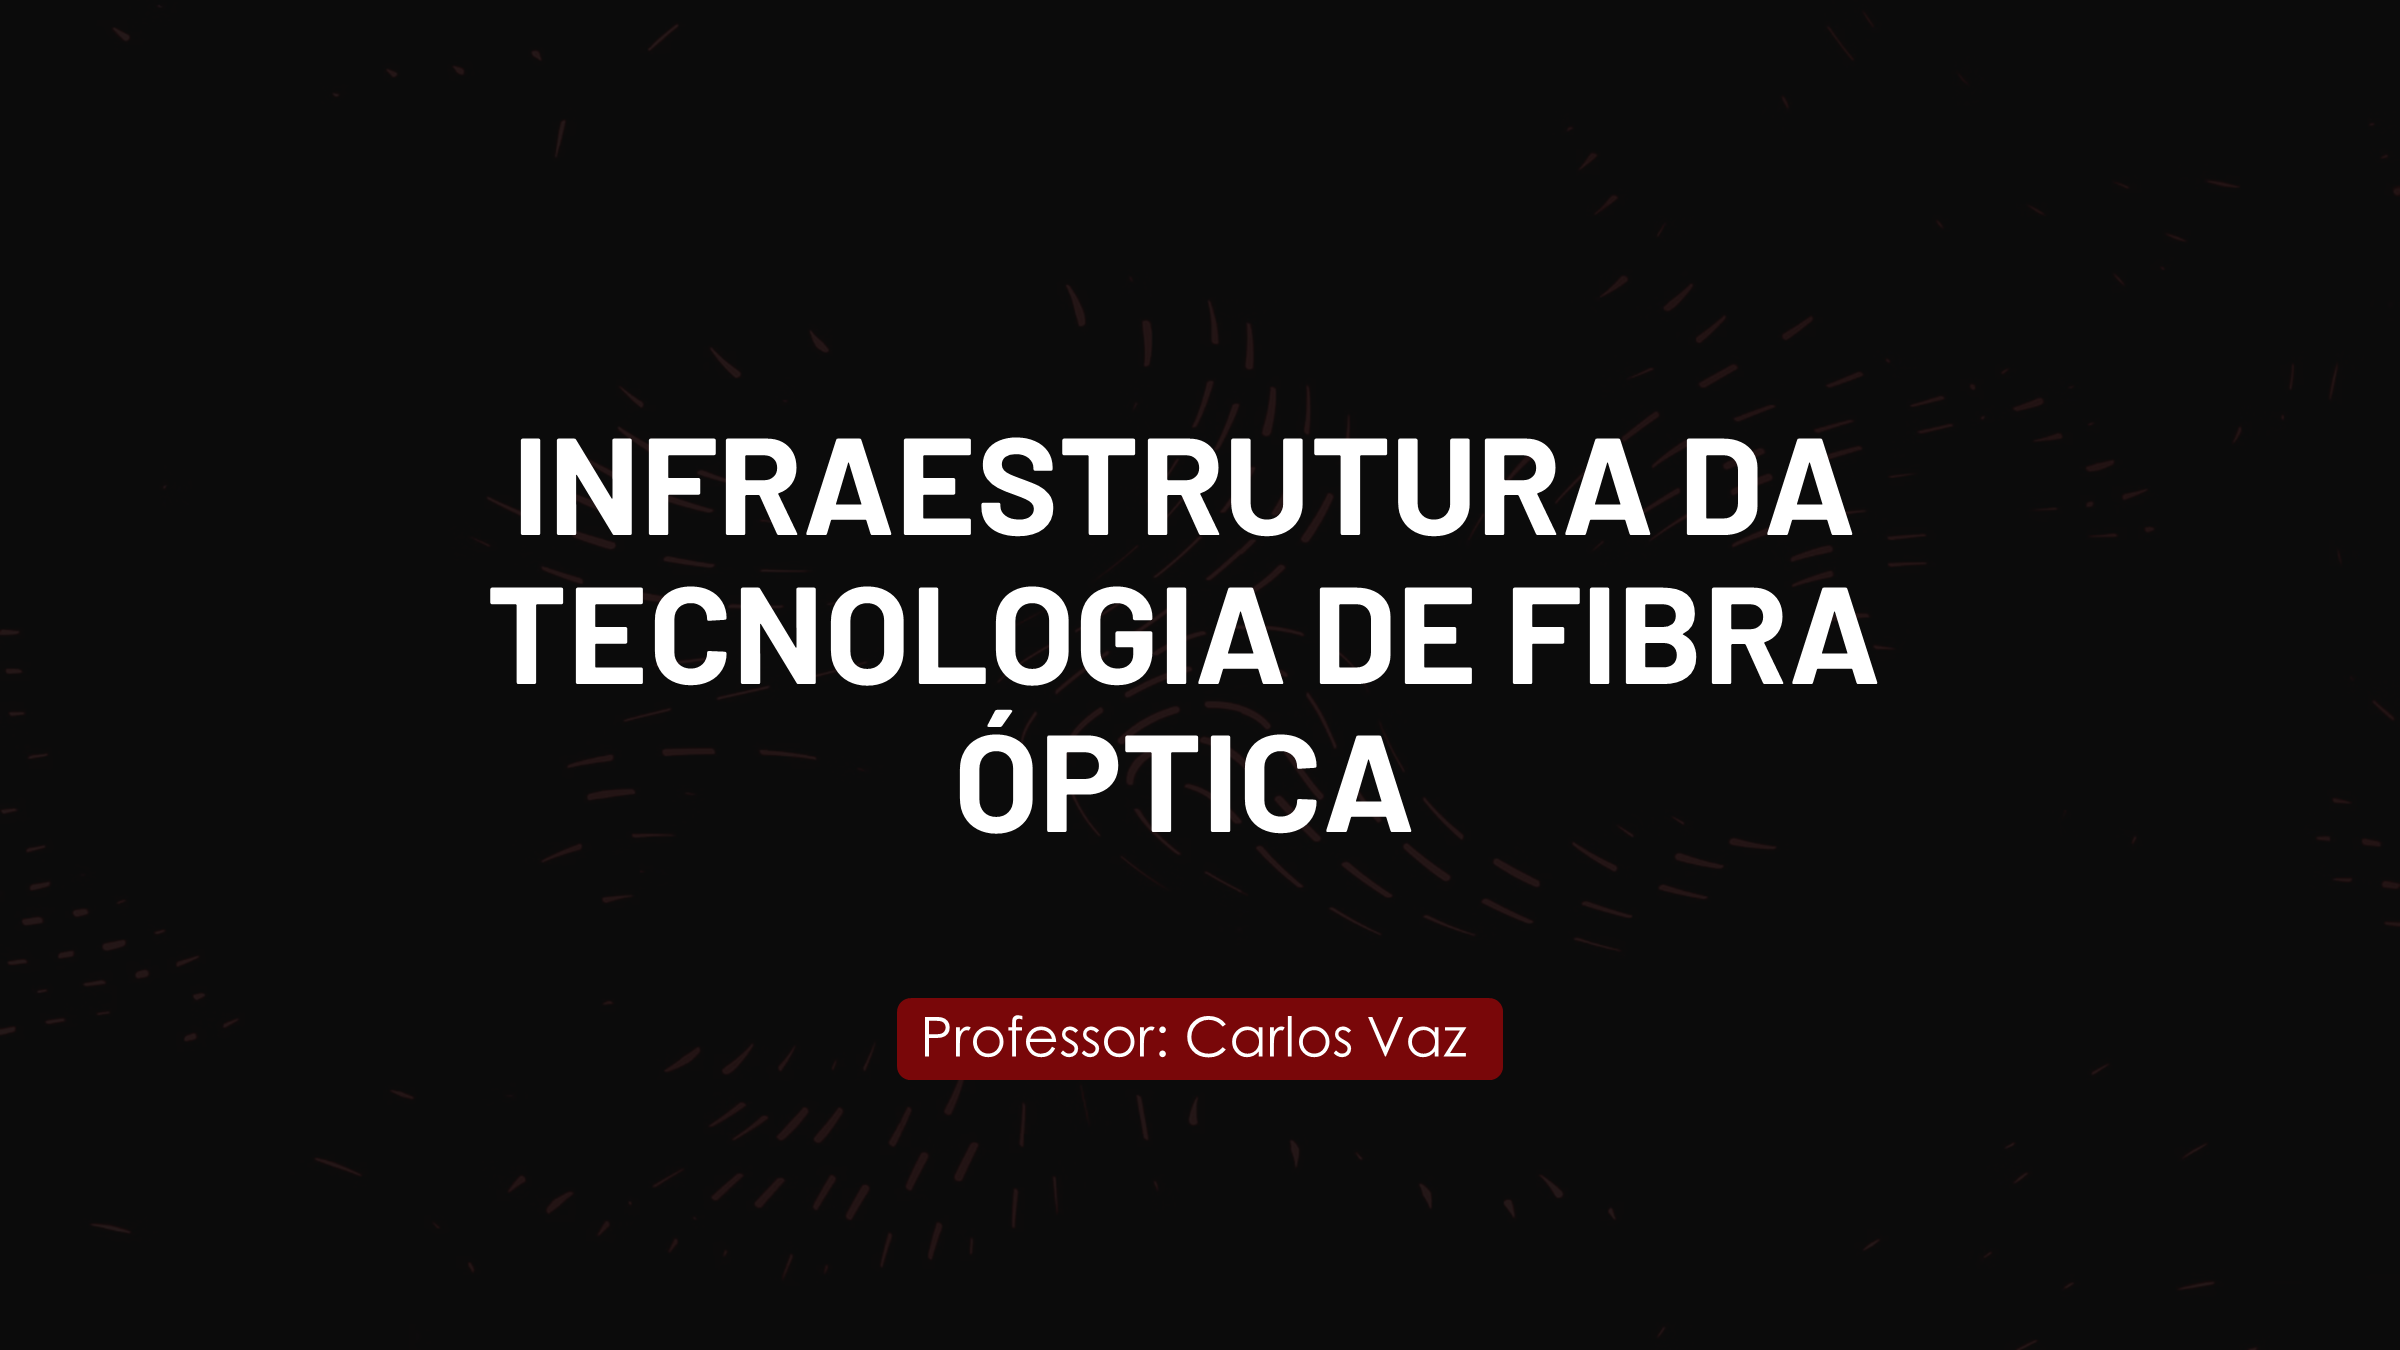 INFRAESTRUTURA DA
TECNOLOGIA DE FIBRA
ÓPTICA
Professor: Carlos Vaz